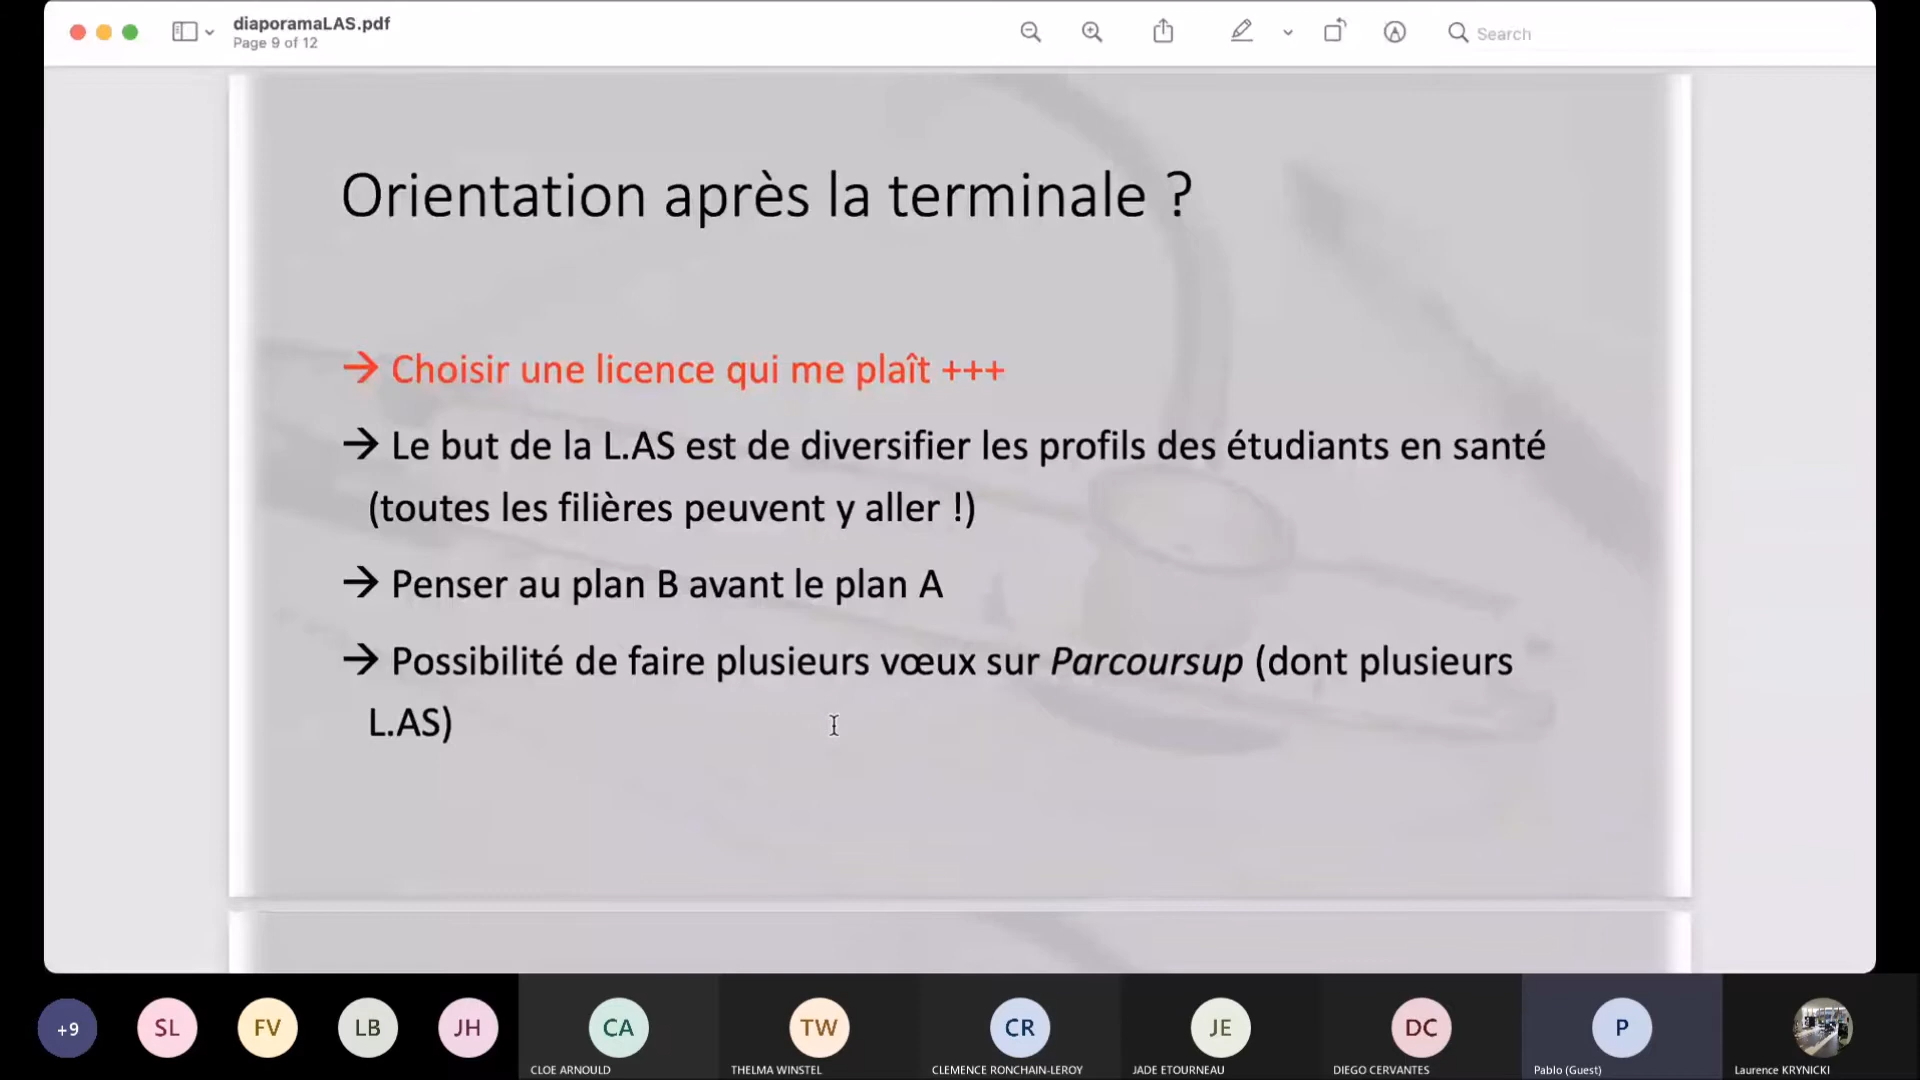 diaporamaLAS.pdf
Page 9 of 12
Search
Orientation après la terminale ?
→ Choisir une licence qui me plaît +++
→ Le but de la L.AS est de diversifier les profils des étudiants en santé
(toutes les filières peuvent y aller !)
→ Penser au plan B avant le plan A
→ Possibilité de faire plusieurs vœux sur Parcoursup (dont plusieurs
L.AS)
+9
SL
FV
LB
JH
CA
TW
CR
JE
DC
P
CLOE ARNOULD
THELMA WINSTEL
CLEMENCE RONCHAIN-LEROY
JADE ETOURNEAU
DIEGO CERVANTES
Pablo (Guest)
Laurence KRYNICKI